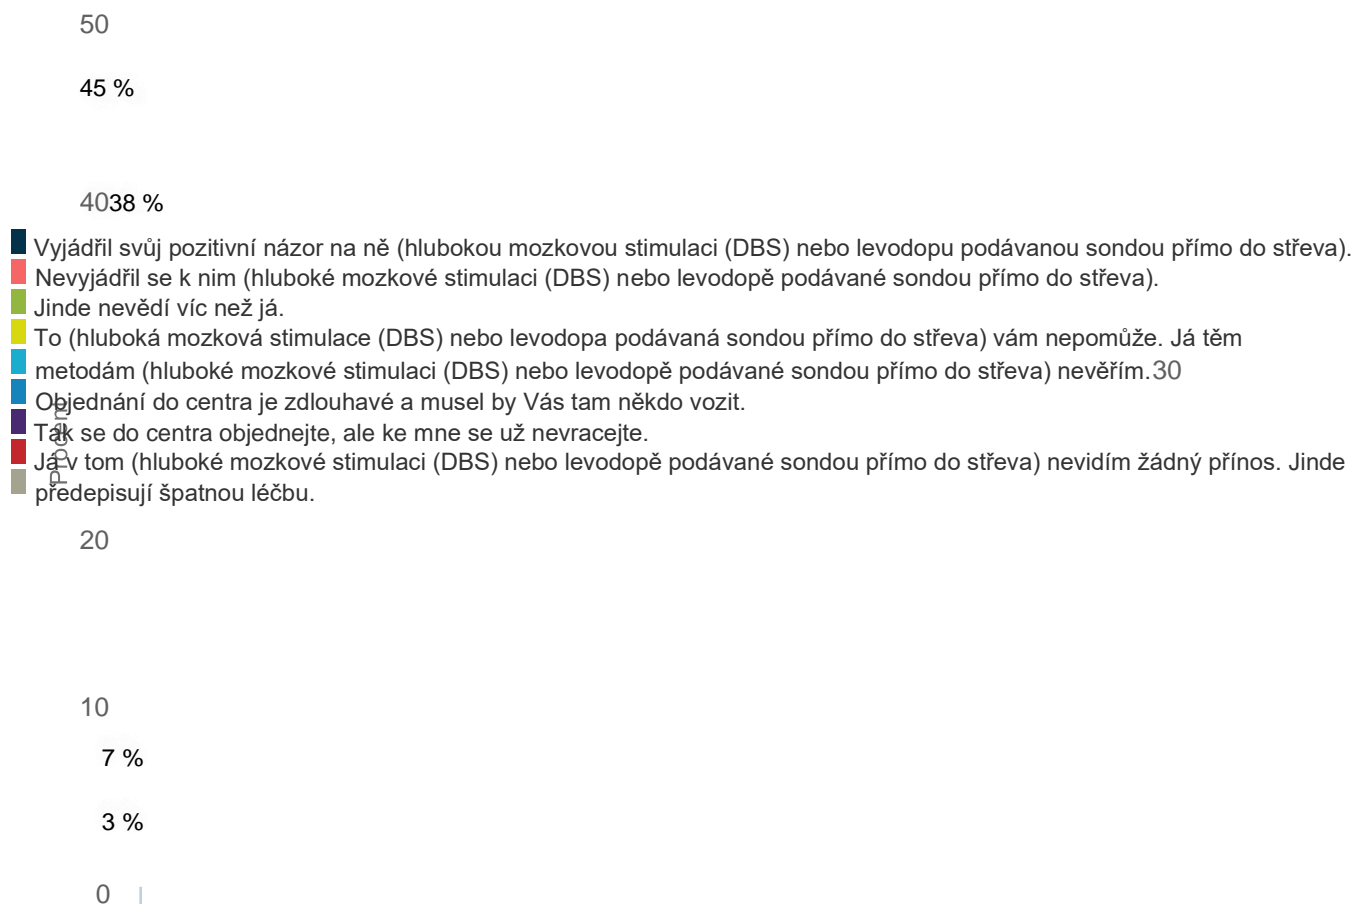 50
45 %
4038 %
Vyjádřil svůj pozitivní názor na ně (hlubokou mozkovou stimulaci (DBS) nebo levodopu podávanou sondou přímo do střeva).
Nevyjádřil se k nim (hluboké mozkové stimulaci (DBS) nebo levodopě podávané sondou přímo do střeva).
Jinde nevědí víc než já.
To (hluboká mozková stimulace (DBS) nebo levodopa podávaná sondou přímo do střeva) vám nepomůže. Já těm
metodám (hluboké mozkové stimulaci (DBS) nebo levodopě podávané sondou přímo do střeva) nevěřím.30
Objednání do centra je zdlouhavé a musel by Vás tam někdo vozit.
Tak se do centra objednejte, ale ke mne se už nevracejte.
Já v tom (hluboké mozkové stimulaci (DBS) nebo levodopě podávané sondou přímo do střeva) nevidím žádný přínos. Jinde
předepisují špatnou léčbu.
Procent
20
10
7 %
3 %
0